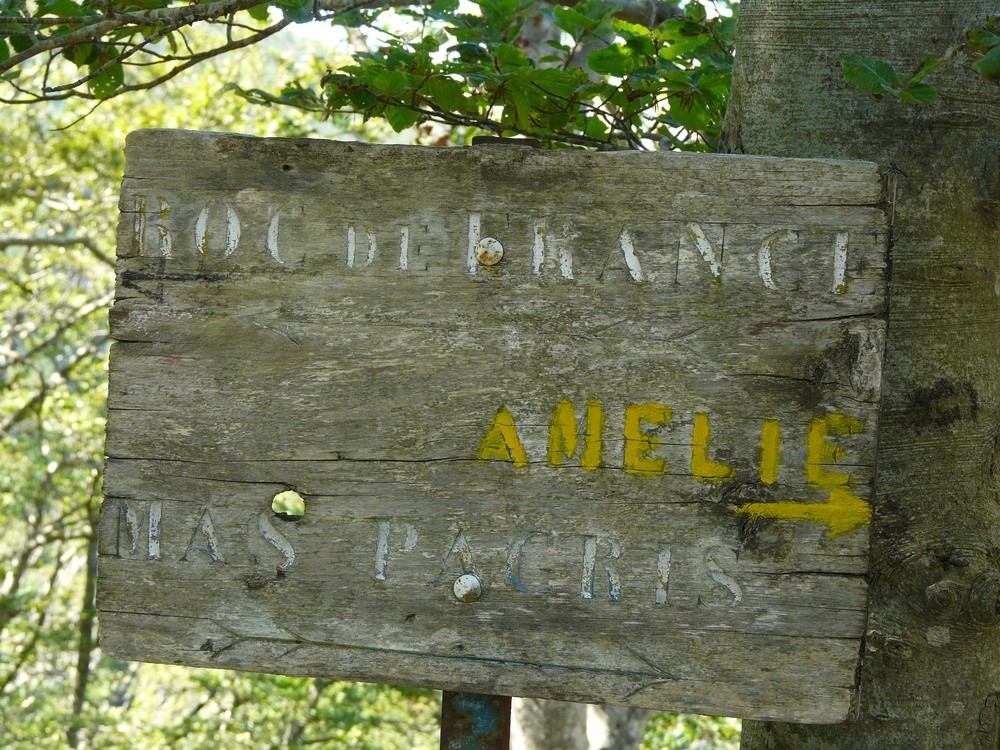 ROC DE FRANCE
AMELIE
MAS PAGRIS